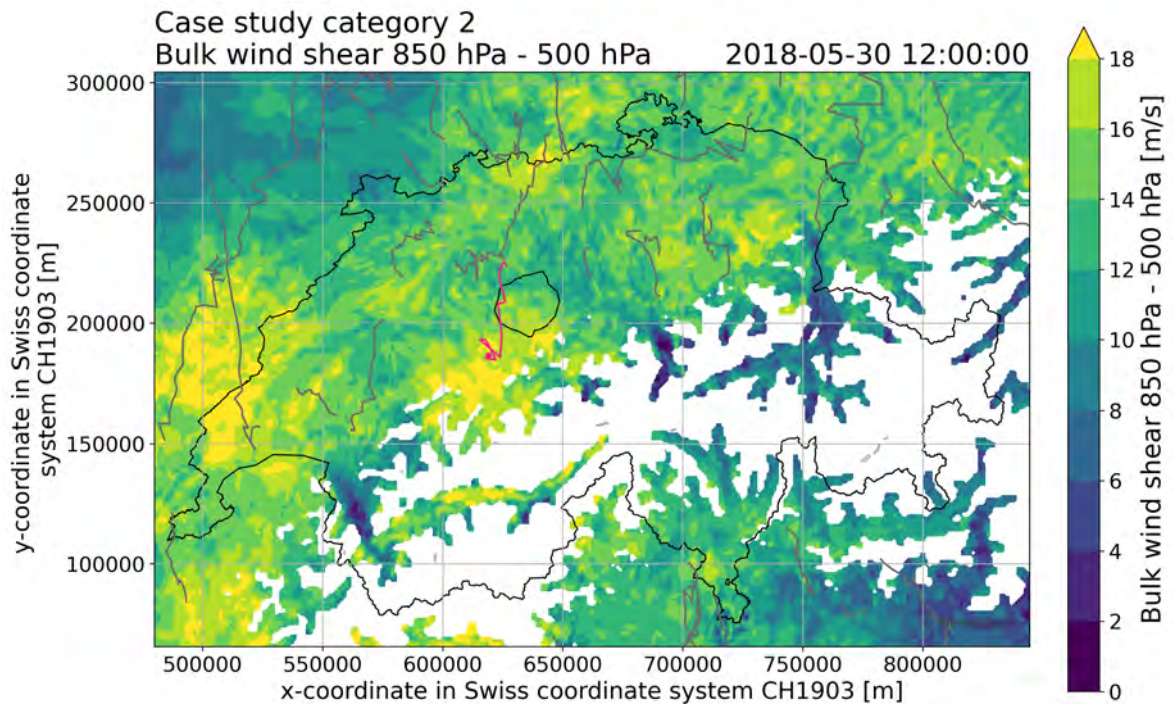 Case study category 2
Bulk wind shear 850 hPa - 500 hPa 2018-05-30 12:00:00
300000
250000
200000
150000
100000
y-coordinate in Swiss coordinate
system CH1903 [m]
500000 550000 600000 650000 700000 750000 800000
x-coordinate in Swiss coordinate system CH1903 [m]
18
16
14
12
10
8
6
4
2
0
Bulk wind shear 850 hPa - 500 hPa [m/s]